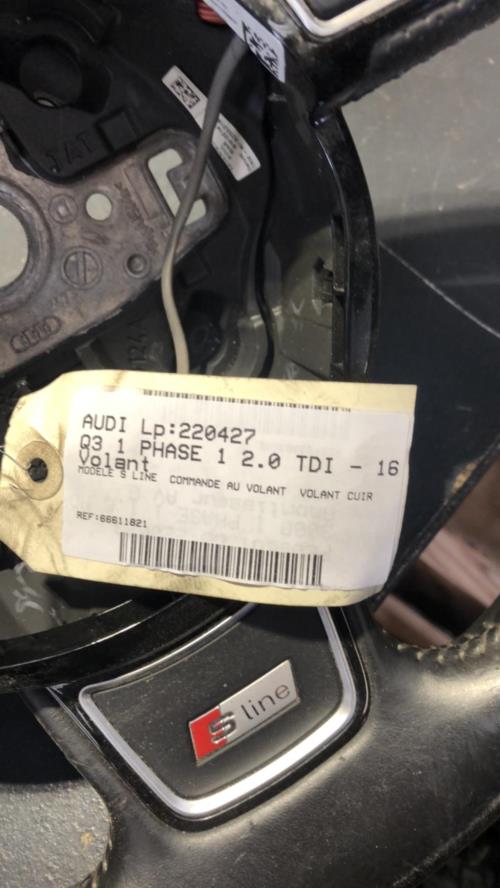 AUDI Lp:220427
Q3 1 PHASE 1 2.0 TDI - 16
Volant
MODELE S LINE COMMANDE AU VOLANT VOLANT CUIR
REF:66611821
S line